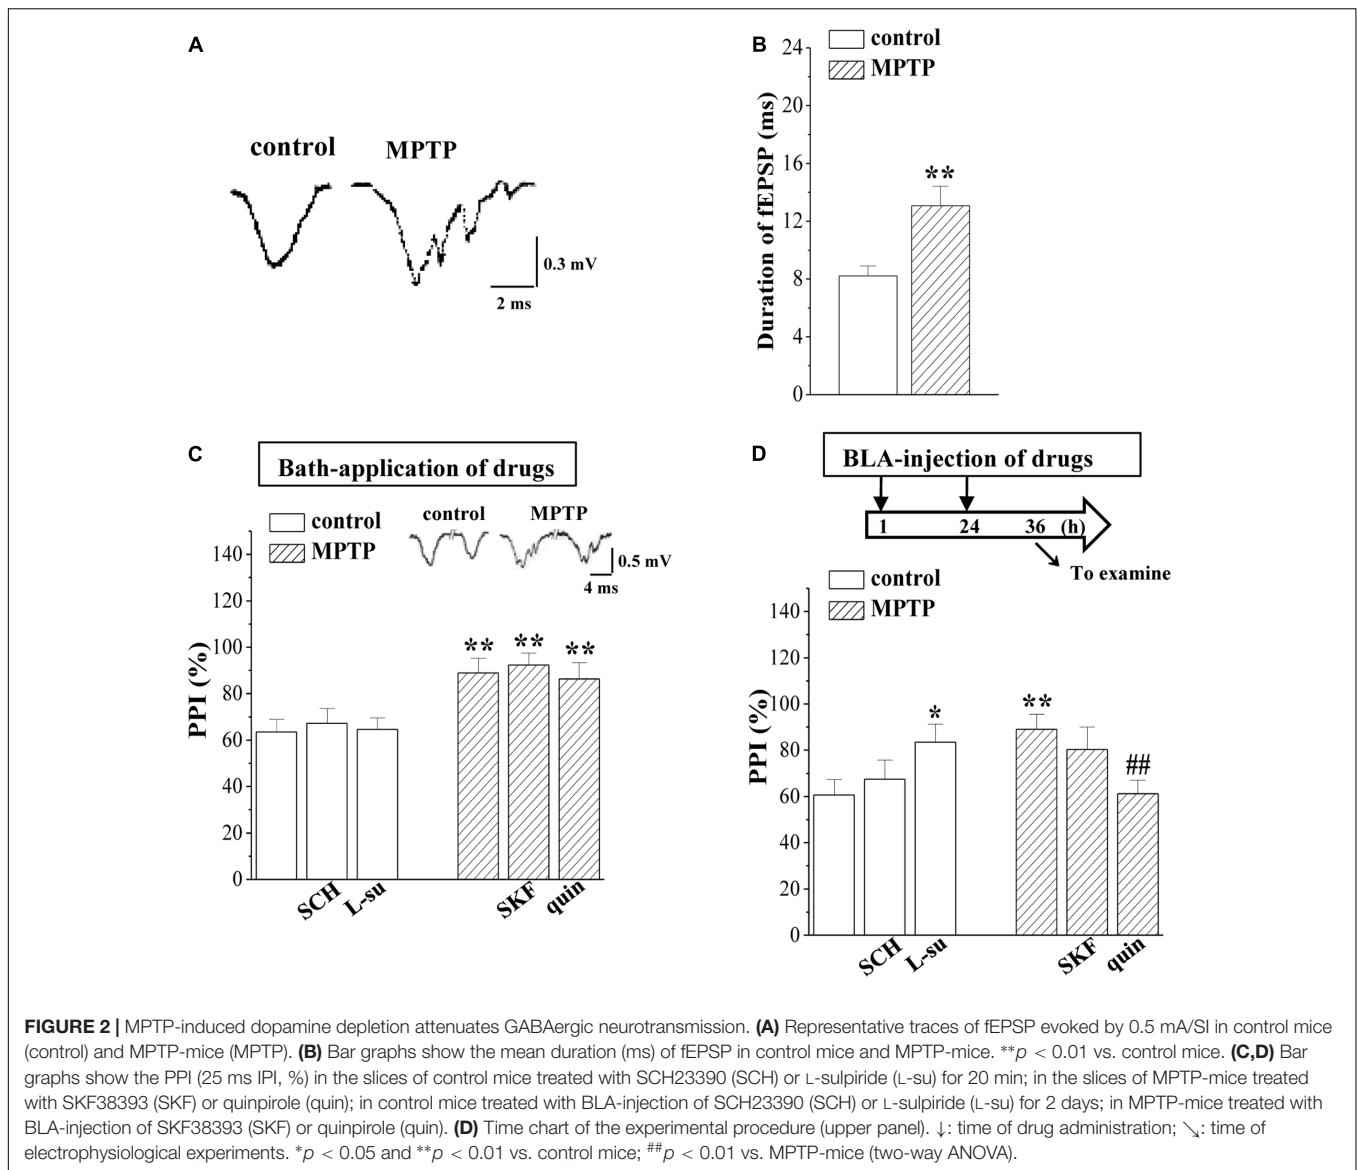 A
control
MPTP
0.3 mV
2 ms
B
control
MPTP
Duration of fEPSP (ms)
24
20
16
12
8
4
0
**
C
Bath-application of drugs
control
MPTP
control
MPTP
0.5 mV
4 ms
PPI (%)
140
120
100
80
60
40
20
0
** ** **
SCH L-su SKF quin
D
BLA-injection of drugs
1 24 36 (h)
To examine
control
MPTP
PPI (%)
140
120
100
80
60
40
20
0
* ** ##
SCH L-su SKF quin
FIGURE 2 | MPTP-induced dopamine depletion attenuates GABAergic neurotransmission. (A) Representative traces of fEPSP evoked by 0.5 mA/SI in control mice
(control) and MPTP-mice (MPTP). (B) Bar graphs show the mean duration (ms) of fEPSP in control mice and MPTP-mice. **p < 0.01 vs. control mice. (C,D) Bar
graphs show the PPI (25 ms IPI, %) in the slices of control mice treated with SCH23390 (SCH) or L-sulpiride (L-su) for 20 min; in the slices of MPTP-mice treated
with SKF38393 (SKF) or quinpirole (quin); in control mice treated with BLA-injection of SCH23390 (SCH) or L-sulpiride (L-su) for 2 days; in MPTP-mice treated with
BLA-injection of SKF38393 (SKF) or quinpirole (quin). (D) Time chart of the experimental procedure (upper panel). ↓: time of drug administration; ↘: time of
electrophysiological experiments. *p < 0.05 and **p < 0.01 vs. control mice; ##p < 0.01 vs. MPTP-mice (two-way ANOVA).